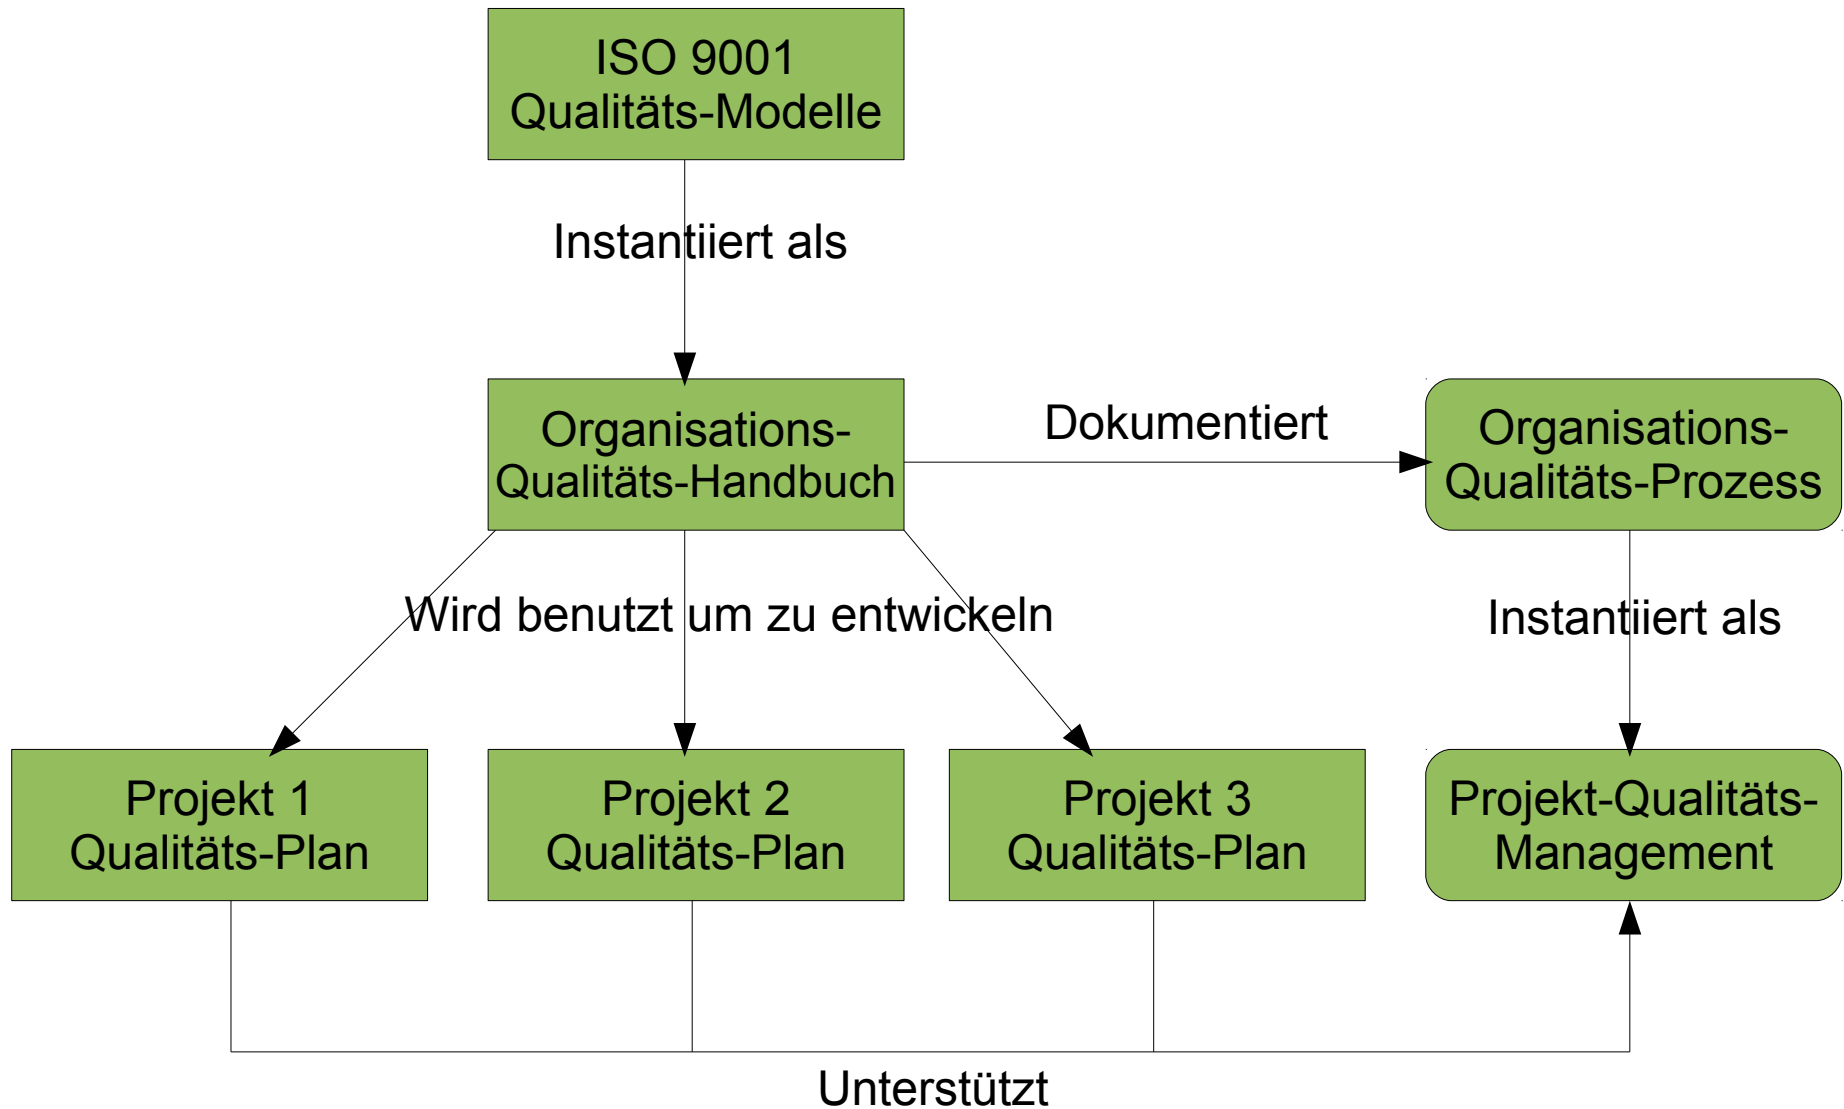 ISO 9001
Qualitäts-Modelle
Instantiiert als
Organisations-
Qualitäts-Handbuch
Dokumentiert
Organisations-
Qualitäts-Prozess
Wird benutzt um zu entwickeln
Instantiiert als
Projekt 1
Qualitäts-Plan
Projekt 2
Qualitäts-Plan
Projekt 3
Qualitäts-Plan
Projekt-Qualitäts-
Management
Unterstützt